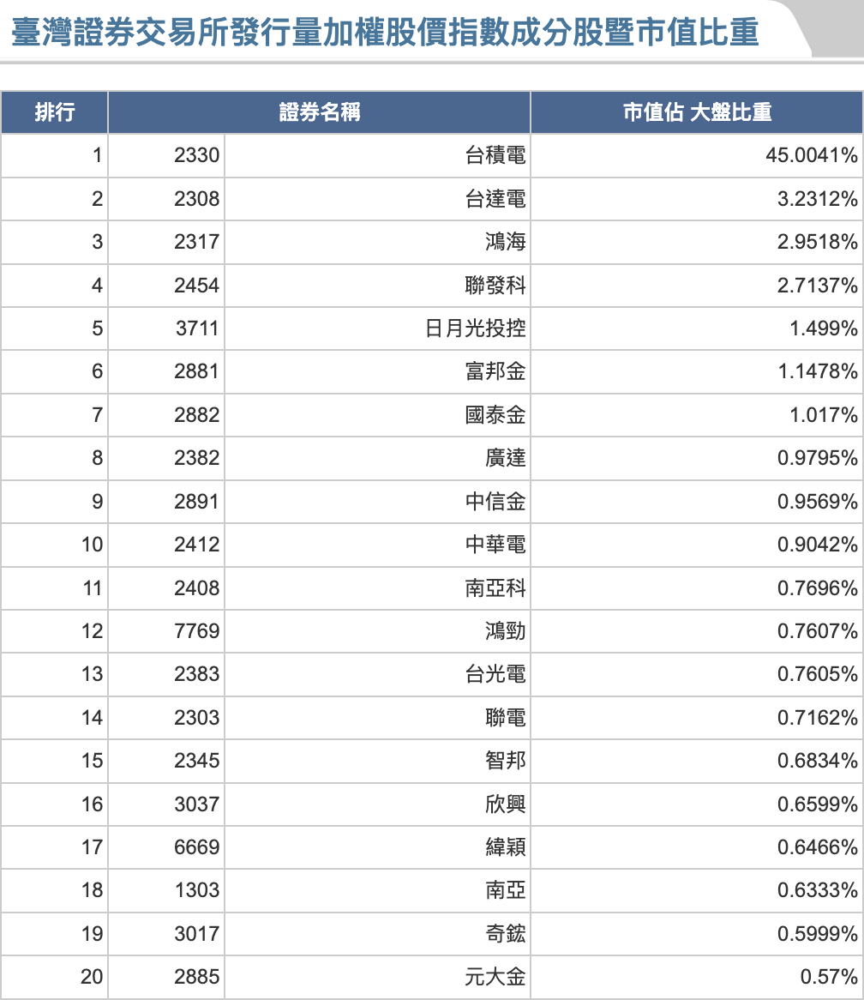 臺灣證券交易所發行量加權股價指數成分股暨市值比重
排行 證券名稱 市值佔 大盤比重
1 2330 台積電 45.0041%
2 2308 台達電 3.2312%
3 2317 鴻海 2.9518%
4 2454 聯發科 2.7137%
5 3711 日月光投控 1.499%
6 2881 富邦金 1.1478%
7 2882 國泰金 1.017%
8 2382 廣達 0.9795%
9 2891 中信金 0.9569%
10 2412 中華電 0.9042%
11 2408 南亞科 0.7696%
12 7769 鴻勁 0.7607%
13 2383 台光電 0.7605%
14 2303 聯電 0.7162%
15 2345 智邦 0.6834%
16 3037 欣興 0.6599%
17 6669 緯穎 0.6466%
18 1303 南亞 0.6333%
19 3017 奇鋐 0.5999%
20 2885 元大金 0.57%